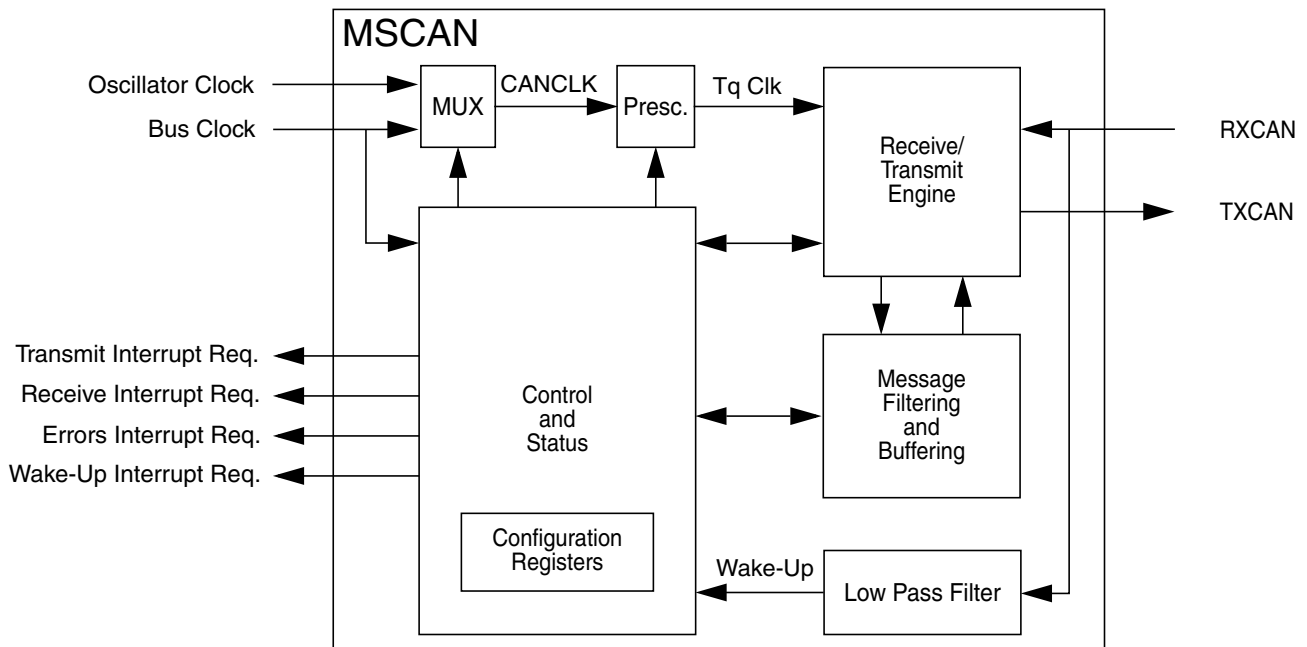 MSCAN
Oscillator Clock
Bus Clock
MUX
CANCLK
Presc.
Tq Clk
Receive/
Transmit
Engine
RXCAN
TXCAN
Transmit Interrupt Req.
Receive Interrupt Req.
Errors Interrupt Req.
Wake-Up Interrupt Req.
Control
and
Status
Message
Filtering
and
Buffering
Configuration
Registers
Wake-Up
Low Pass Filter